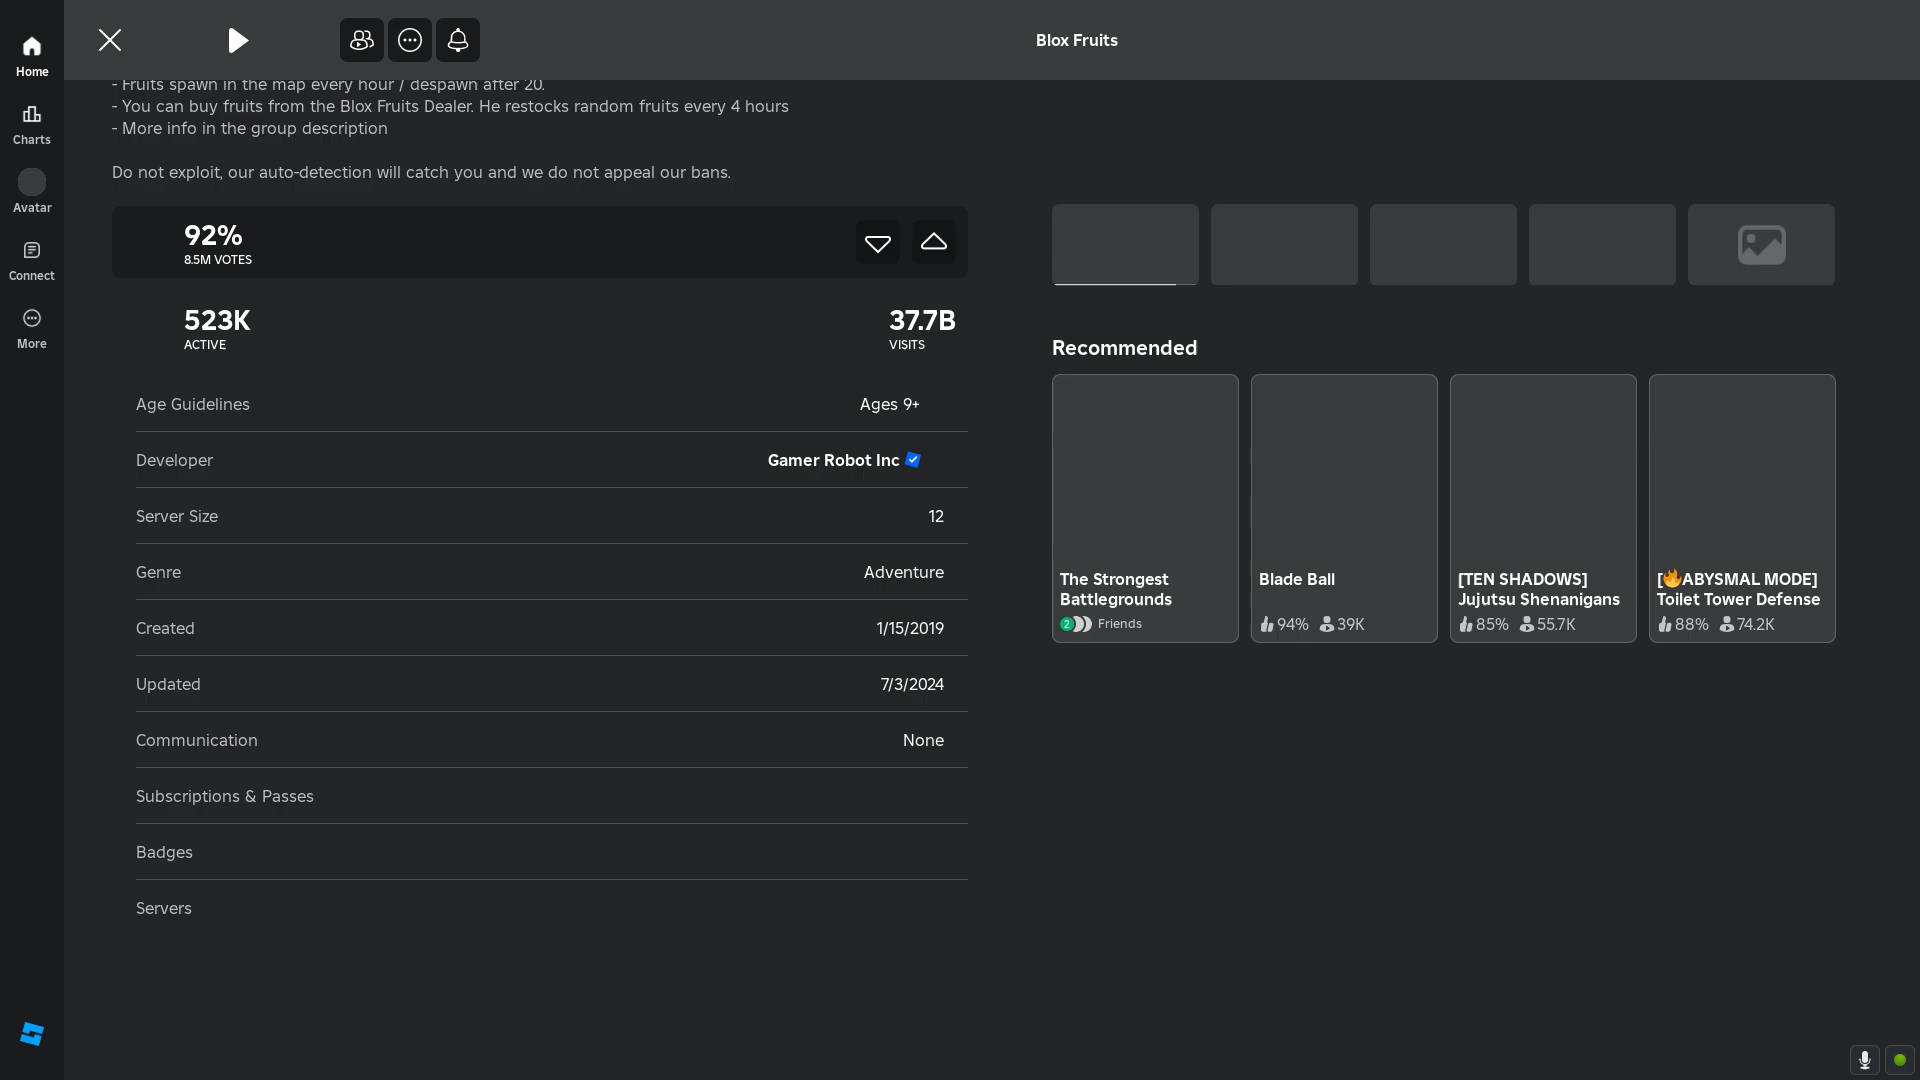 Home
Charts
Avatar
Connect
More
Blox Fruits
- Fruits spawn in the map every hour / despawn after 20.
- You can buy fruits from the Blox Fruits Dealer. He restocks random fruits every 4 hours
- More info in the group description
Do not exploit, our auto-detection will catch you and we do not appeal our bans.
92%
8.5M VOTES
523K
ACTIVE
37.7B
VISITS
Age Guidelines Ages 9+
Developer Gamer Robot Inc
Server Size 12
Genre Adventure
Created 1/15/2019
Updated 7/3/2024
Communication None
Subscriptions & Passes
Badges
Servers
Recommended
The Strongest
Battlegrounds
2 Friends
Blade Ball
94% 39K
[TEN SHADOWS]
Jujutsu Shenanigans
85% 55.7K
[🔥ABYSMAL MODE]
Toilet Tower Defense
88% 74.2K